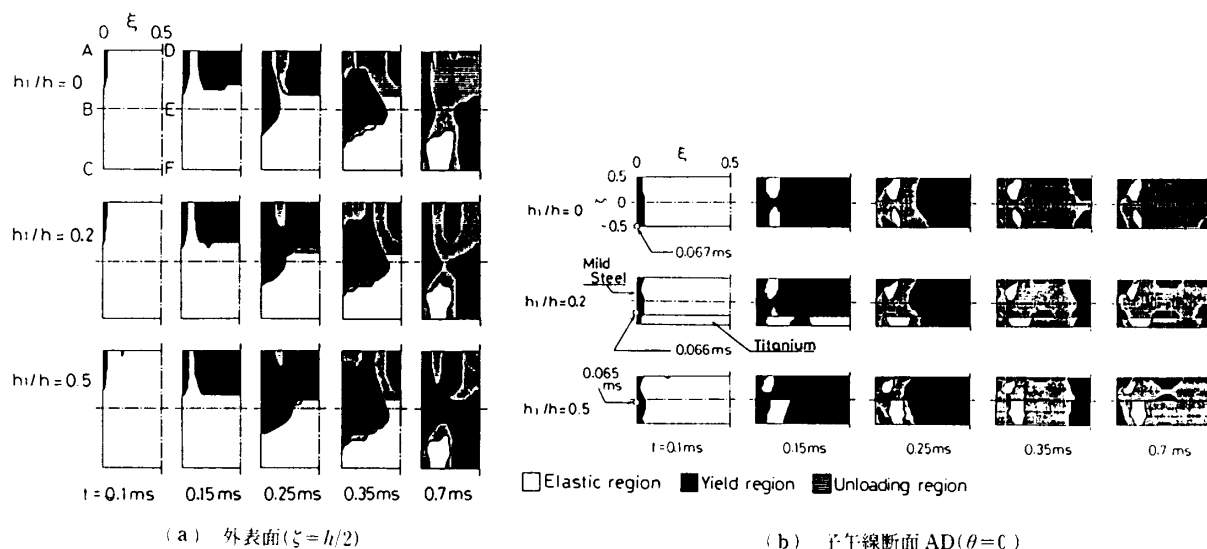 ξ
0 0.5
A D
h₁/h=0
B E
C F
h₁/h=0.2
h₁/h=0.5
t=0.1ms 0.15ms 0.25ms 0.35ms 0.7ms
(a) 外表面(ζ=h/2)
ξ
0 0.5
0.5
h₁/h=0
~ 0
-0.5
0.067ms
Mild
Steel
h₁/h=0.2
0.066ms
Titanium
0.065
ms
h₁/h=0.5
t=0.1ms 0.15ms 0.25ms 0.35ms 0.7ms
Elastic region Yield region Unloading region
(b) 子午線断面 AD(θ=0)